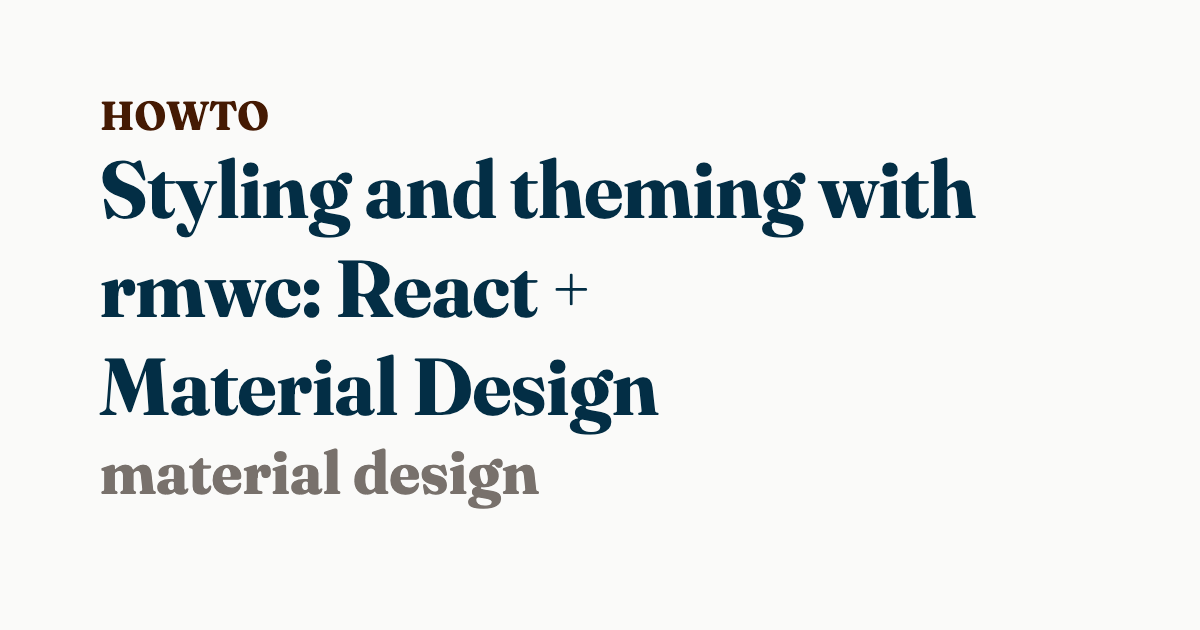 HOWTO
Styling and theming with
rmwc: React +
Material Design
material design